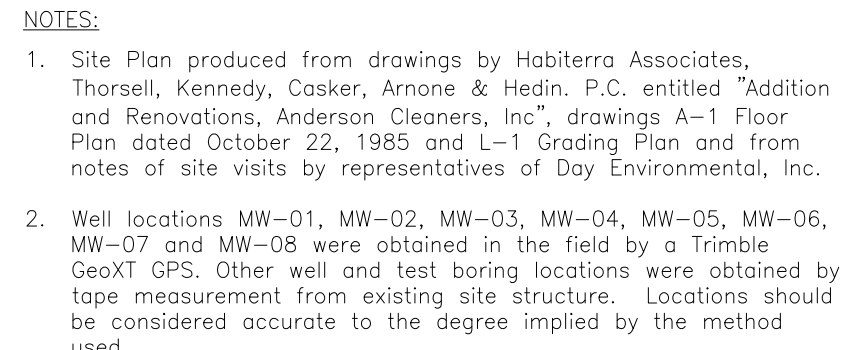 NOTES:
1. Site Plan produced from drawings by Habiterra Associates,
Thorsell, Kennedy, Casker, Arnone & Hedin. P.C. entitled "Addition
and Renovations, Anderson Cleaners, Inc", drawings A-1 Floor
Plan dated October 22, 1985 and L-1 Grading Plan and from
notes of site visits by representatives of Day Environmental, Inc.
2. Well locations MW-01, MW-02, MW-03, MW-04, MW-05, MW-06,
MW-07 and MW-08 were obtained in the field by a Trimble
GeoXT GPS. Other well and test boring locations were obtained by
tape measurement from existing site structure. Locations should
be considered accurate to the degree implied by the method
used